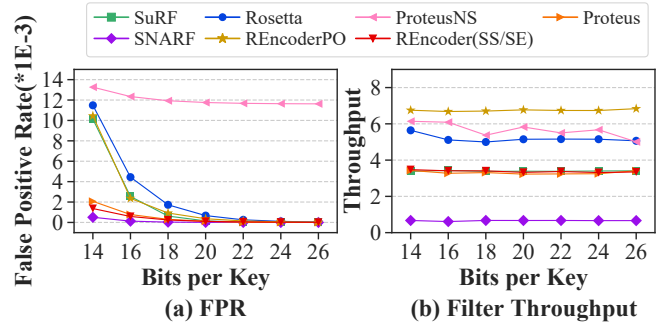 SuRF Rosetta ProteusNS Proteus
SNARF REncoderPO REncoder(SS/SE)
False Positive Rate(*1E-3)
14
12
10
8
6
4
2
0
14 16 18 20 22 24 26
Bits per Key
(a) FPR
Throughput
8
6
4
2
0
14 16 18 20 22 24 26
Bits per Key
(b) Filter Throughput